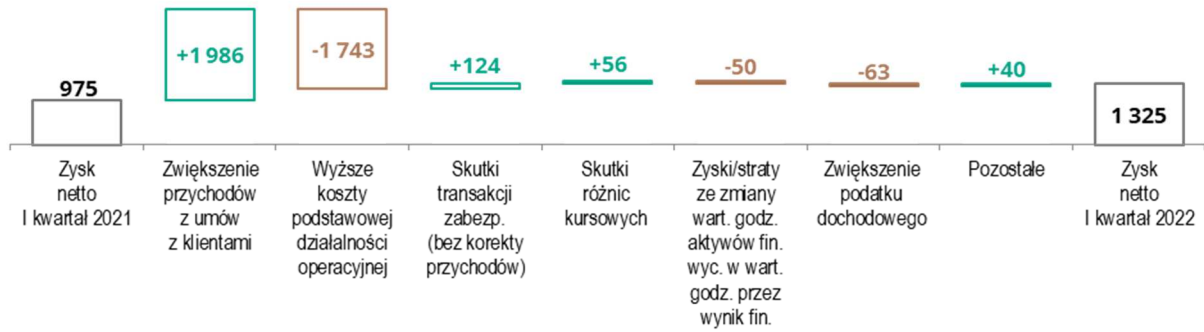 975
+1 986
-1 743
+124
+56
-50
-63
+40
1 325
Zysk
netto
I kwartał 2021
Zwiększenie
przychodów
z umów
z klientami
Wyższe
koszty
podstawowej
działalności
operacyjnej
Skutki
transakcji
zabezp.
(bez korekty
przychodów)
Skutki
różnic
kursowych
Zyski/straty
ze zmiany
wart. godz.
aktywów fin.
wyc. w wart.
godz. przez
wynik fin.
Zwiększenie
podatku
dochodowego
Pozostałe
Zysk
netto
I kwartał 2022